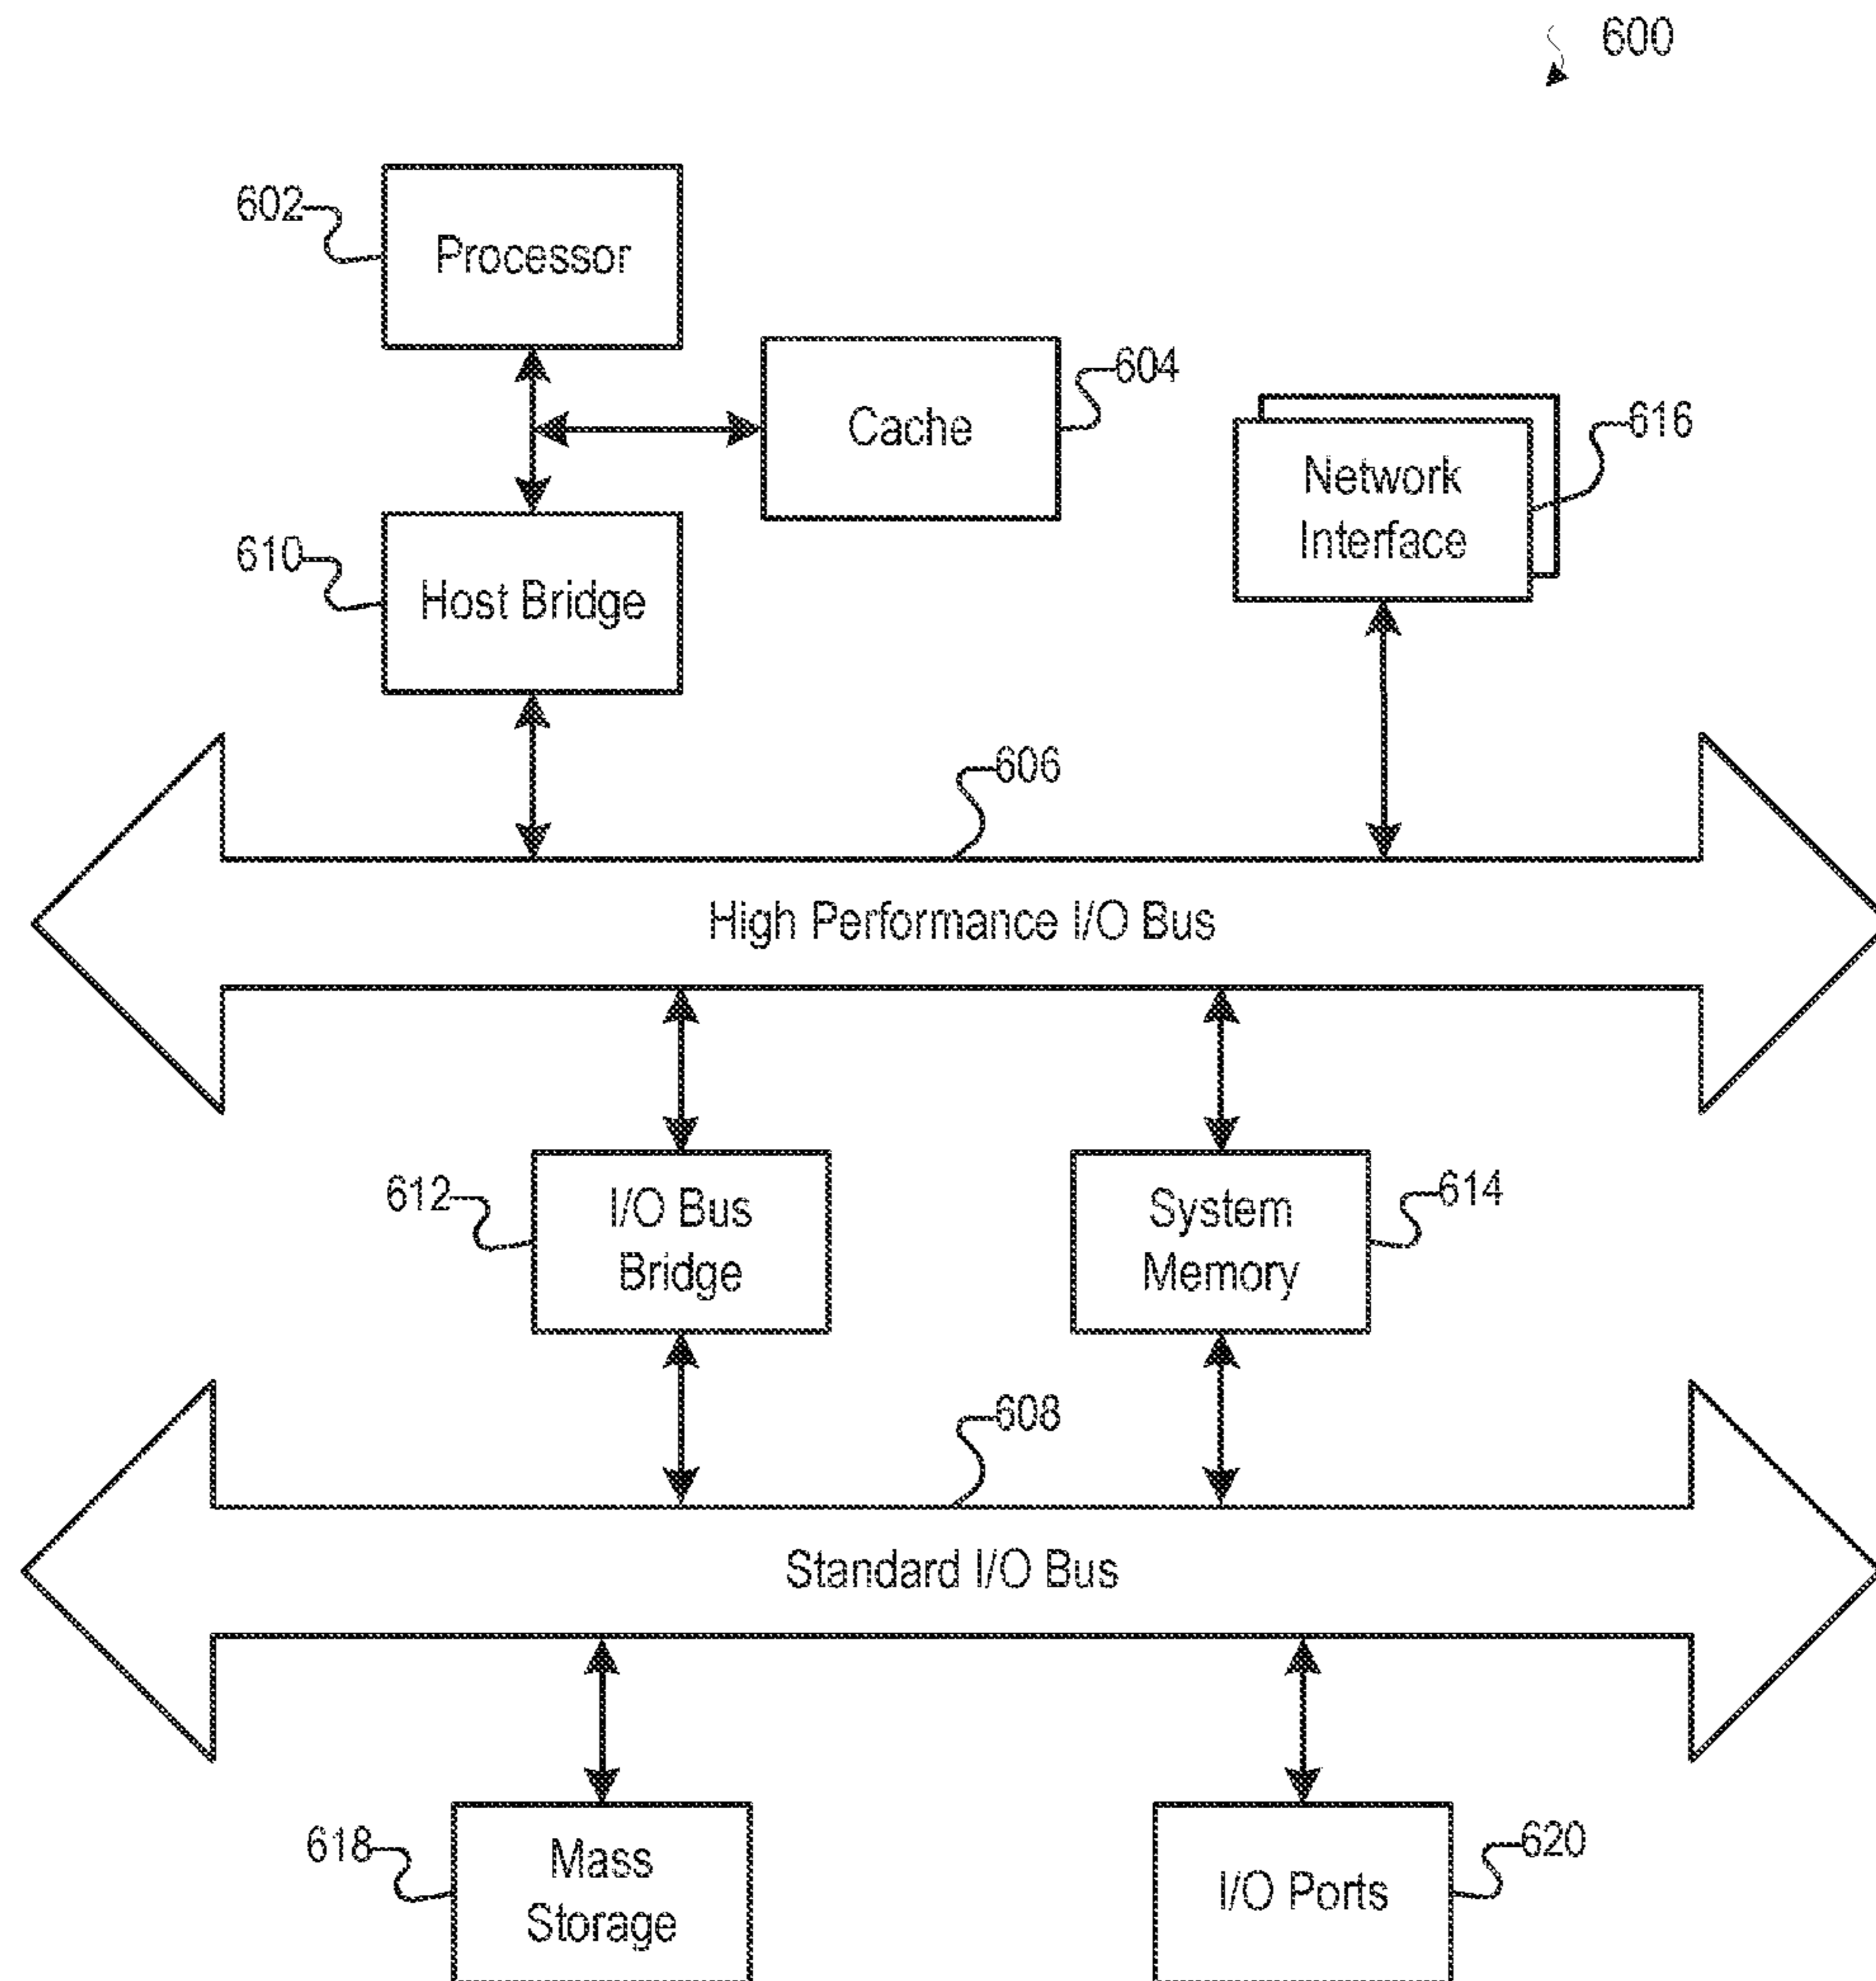 600
602
Processor
604
Cache
616
Network
Interface
610
Host Bridge
606
High Performance I/O Bus
612
I/O Bus
Bridge
System
Memory
614
608
Standard I/O Bus
618
Mass
Storage
I/O Ports
620